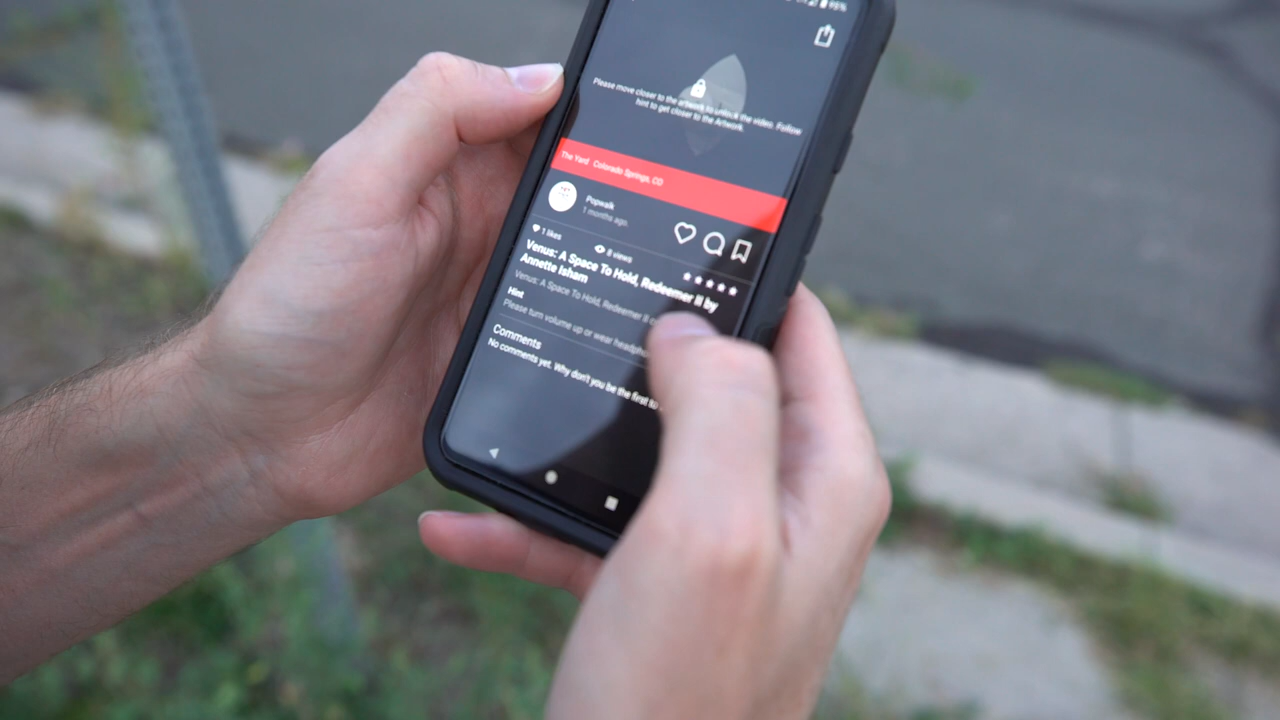 Please move closer to the artwork to unlock the video. Follow
hint to get closer to the Artwork.
The Yard Colorado Springs, CO
Popwalk
1 months ago.
1 likes
8 views
Venus: A Space To Hold, Redeemer II by
Annette Isham
Venus: A Space To Hold, Redeemer II
Hint
Please turn volume up or wear
Comments
No comments yet. Why don't you be the first